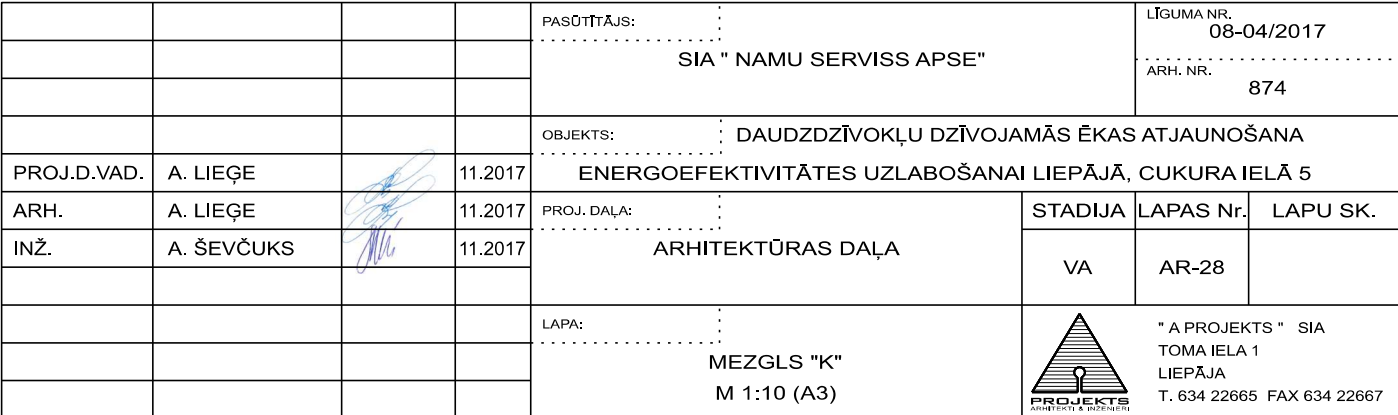 PASŪTĪTĀJS:
SIA " NAMU SERVISS APSE"
LĪGUMA NR.
08-04/2017
ARH. NR.
874
OBJEKTS:
DAUDZDZĪVOKĻU DZĪVOJAMĀS ĒKAS ATJAUNOŠANA
ENERGOEFEKTIVITĀTES UZLABOŠANAI LIEPĀJĀ, CUKURA IELĀ 5
PROJ.D.VAD. A. LIEĢE 11.2017
ARH. A. LIEĢE 11.2017
INŽ. A. ŠEVČUKS 11.2017
PROJ. DAĻA:
ARHITEKTŪRAS DAĻA
STADIJA LAPAS Nr. LAPU SK.
VA AR-28
LAPA:
MEZGLS "K"
M 1:10 (A3)
PROJEKTS
ARHITEKTI & INŽENIERI
" A PROJEKTS " SIA
TOMA IELA 1
LIEPĀJA
T. 634 22665 FAX 634 22667